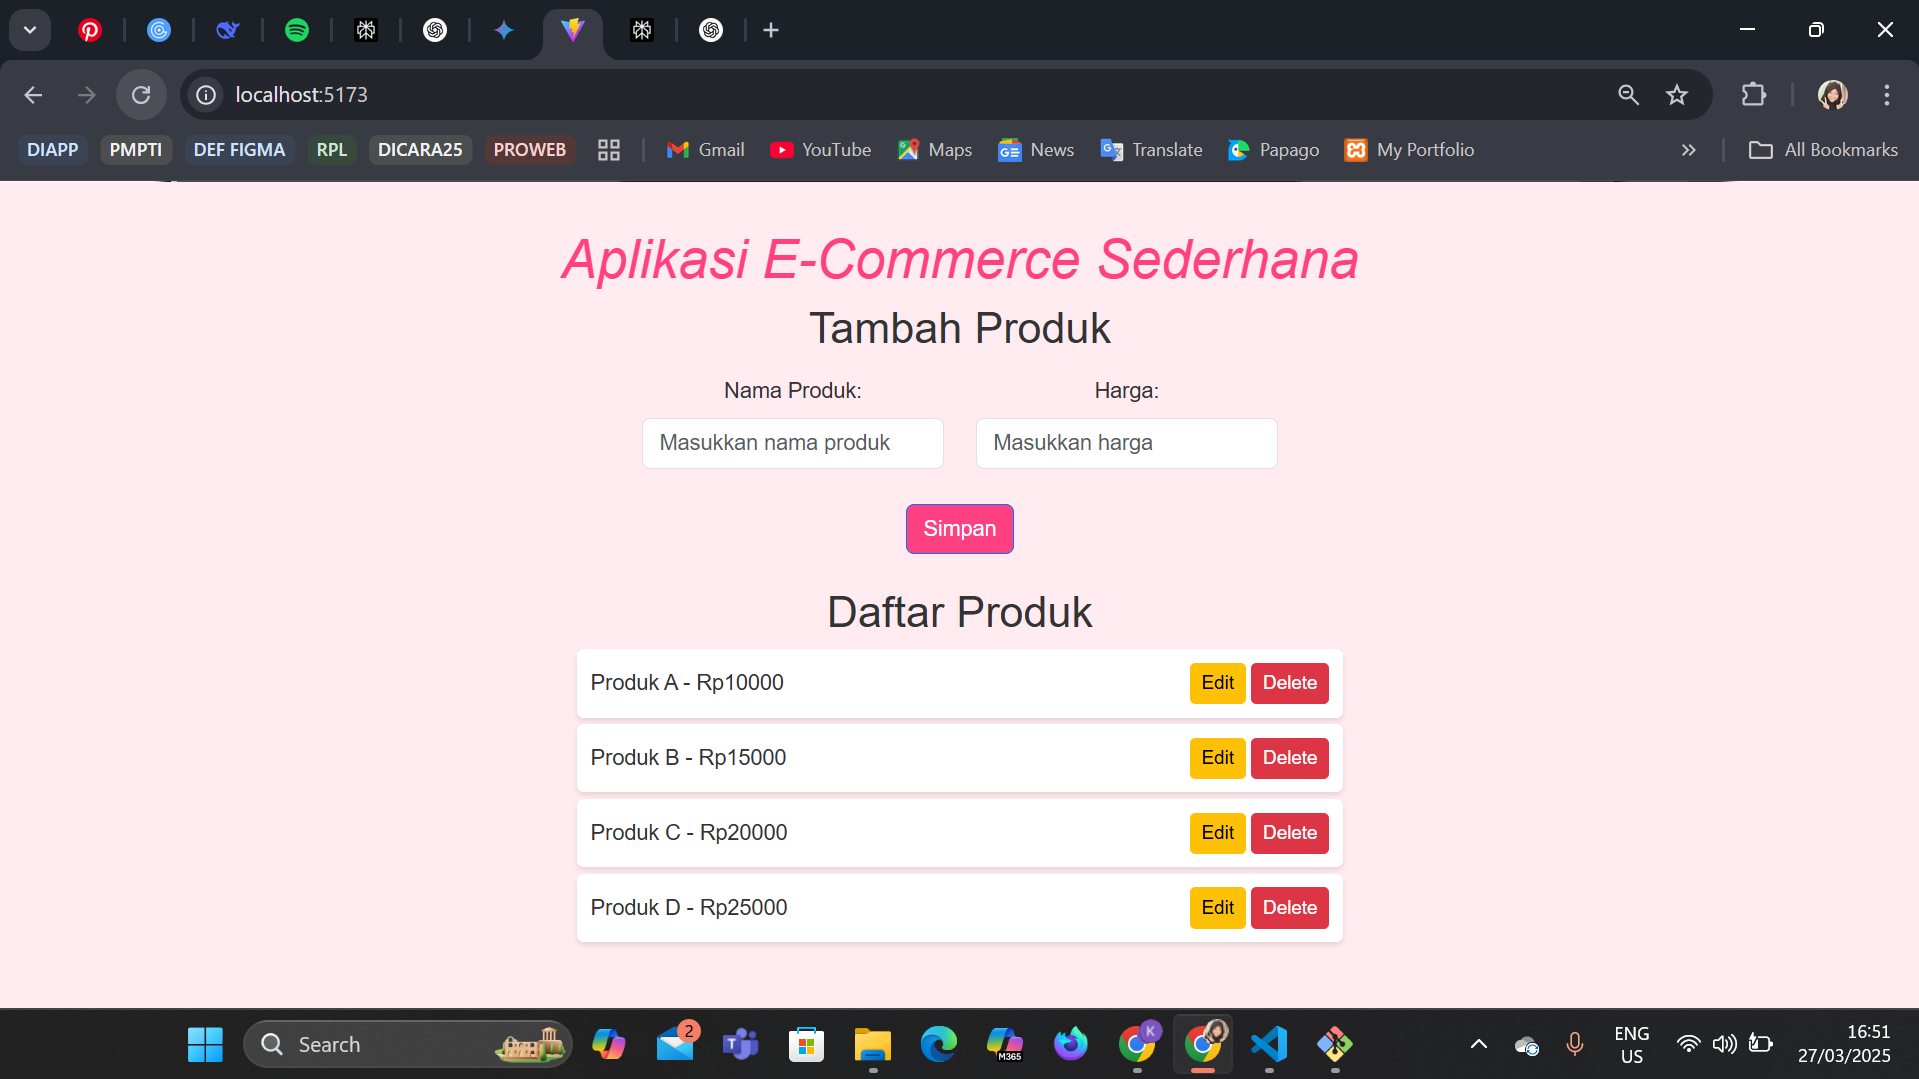 localhost:5173
DIAPP PMPTI DEF FIGMA RPL DICARA25 PROWEB Gmail YouTube Maps News Translate Papago My Portfolio » All Bookmarks
Aplikasi E-Commerce Sederhana
Tambah Produk
Nama Produk: Harga:
Masukkan nama produk Masukkan harga
Simpan
Daftar Produk
Produk A - Rp10000 Edit Delete
Produk B - Rp15000 Edit Delete
Produk C - Rp20000 Edit Delete
Produk D - Rp25000 Edit Delete
Search 2 M365 K ENG 16:51
US 27/03/2025